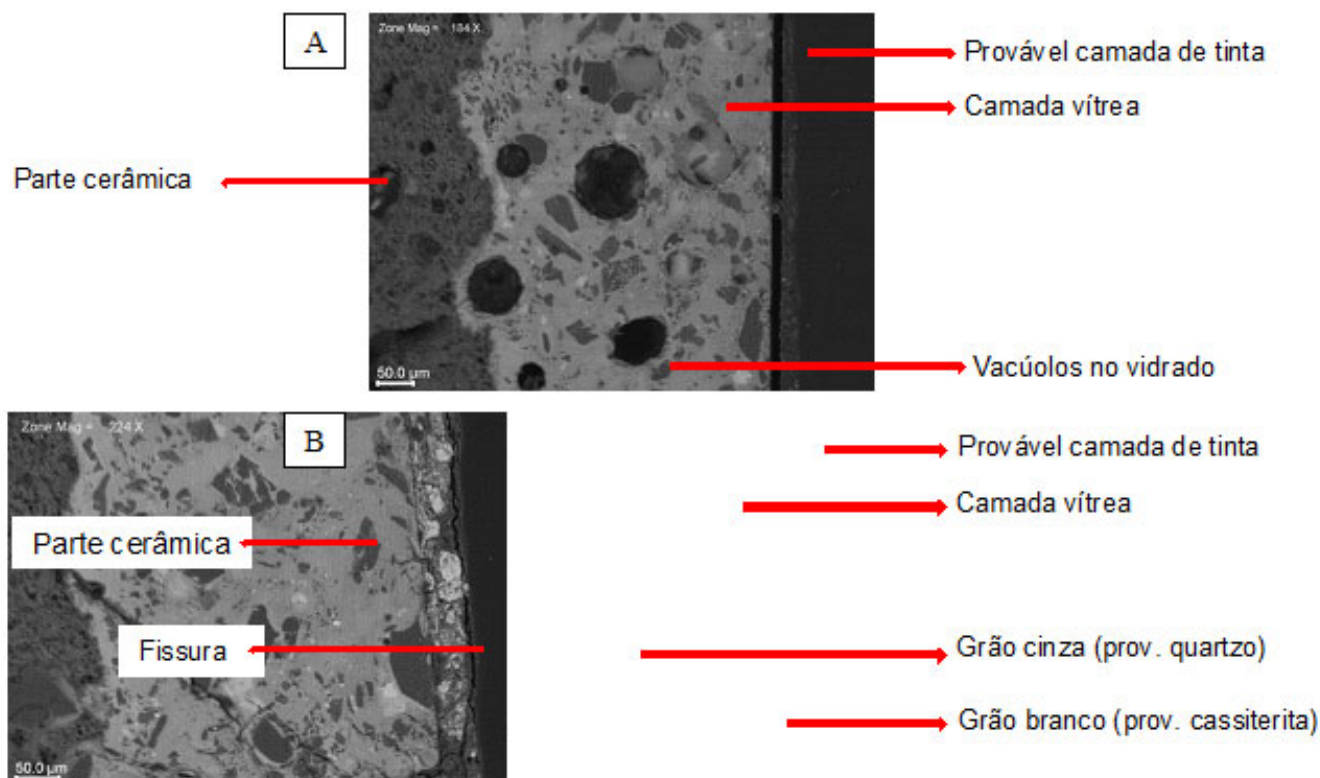 A
Zone Mag = 184 X
Provável camada de tinta
Camada vítrea
Parte cerâmica
50.0 µm
Vacúolos no vidrado
B
Zone Mag = 224 X
Provável camada de tinta
Camada vítrea
Parte cerâmica
Fissura
Grão cinza (prov. quartzo)
Grão branco (prov. cassiterita)
50.0 µm